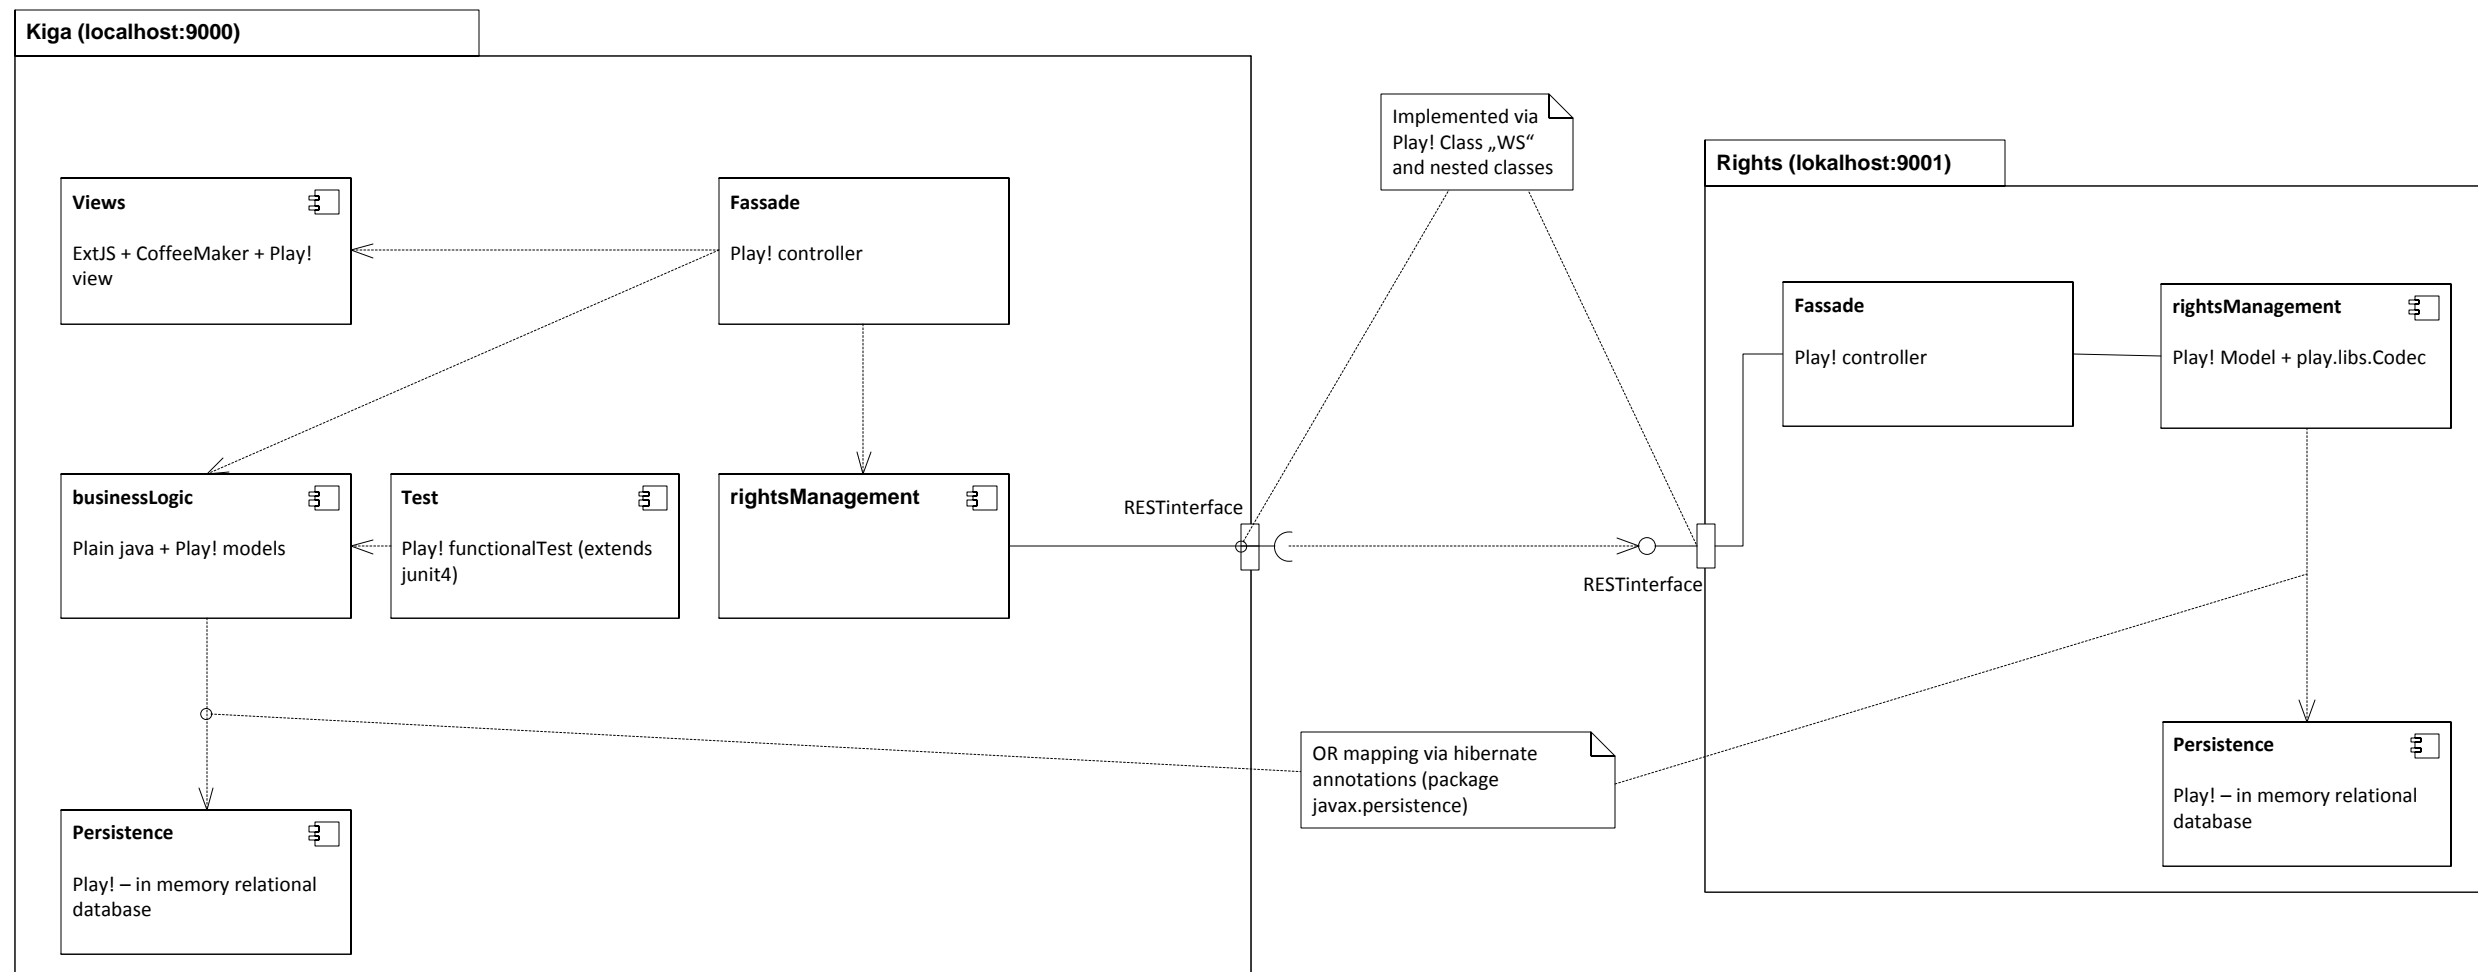 Kiga (localhost:9000)
Views
ExtJS + CoffeeMaker + Play!
view
Fassade
Play! controller
businessLogic
Plain java + Play! models
Test
Play! functionalTest (extends
junit4)
rightsManagement
RESTinterface
Persistence
Play! – in memory relational
database
Implemented via
Play! Class „WS“
and nested classes
RESTinterface
OR mapping via hibernate
annotations (package
javax.persistence)
Rights (lokalhost:9001)
Fassade
Play! controller
rightsManagement
Play! Model + play.libs.Codec
Persistence
Play! – in memory relational
database